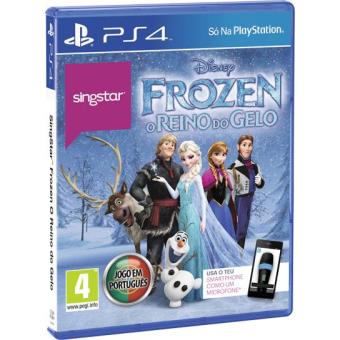 PS4
Só Na PlayStation.
singstar
Disney
FROZEN
O REINO DO GELO
4
www.pegi.info
JOGO EM
PORTUGUÊS
USA O TEU
SMARTPHONE
COMO UM
MICROFONE*
PS4
SingStar Frozen O Reino do Gelo